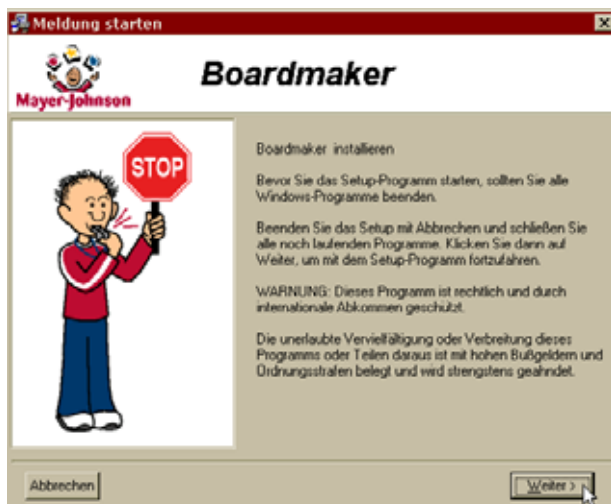 Meldung starten
Boardmaker
Mayer-Johnson
STOP
Boardmaker installieren
Bevor Sie das Setup-Programm starten, sollten Sie alle
Windows-Programme beenden.
Beenden Sie das Setup mit Abbrechen und schließen Sie
alle noch laufenden Programme. Klicken Sie dann auf
Weiter, um mit dem Setup-Programm fortzufahren.
WARNUNG: Dieses Programm ist rechtlich und durch
internationale Abkommen geschützt.
Die unerlaubte Vervielfältigung oder Verbreitung dieses
Programms oder Teilen daraus ist mit hohen Bußgeldern und
Ordnungsstrafen belegt und wird strengstens geahndet.
Abbrechen
Weiter >